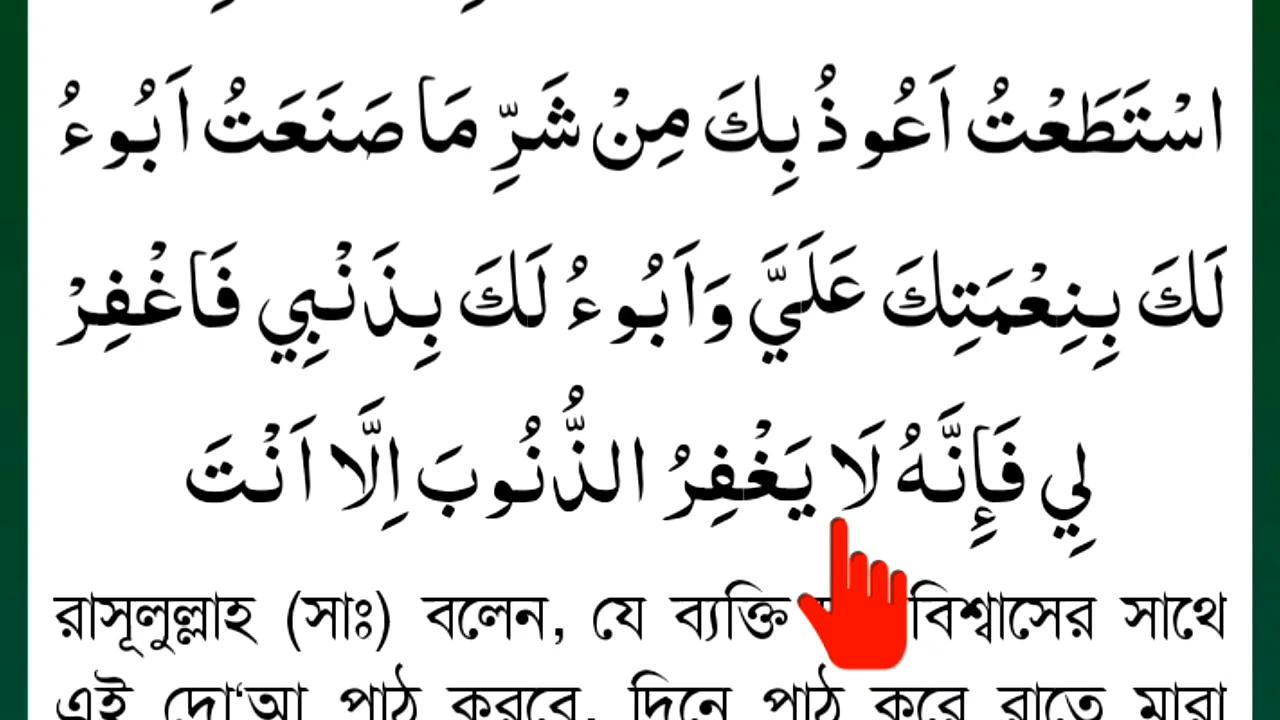 اسْتَطَعْتُ اَعُوذُ بِكَ مِنْ شَرِّ مَا صَنَعَتُ اَبُوءُ
لَكَ بِنِعْمَتِكَ عَلَيَّ وَاَبُوءُ لَكَ بِذَنْبِي فَاغْفِرْ
لِي فَإِنَّهُ لَا يَغْفِرُ الذُّنُوبَ اِلَّا اَنْتَ
রাসূলুল্লাহ (সাঃ) বলেন, যে ব্যক্তি বিশ্বাসের সাথে
এই দো‘আ পাঠ করবে, দিনে পাঠ করে রাতে মারা